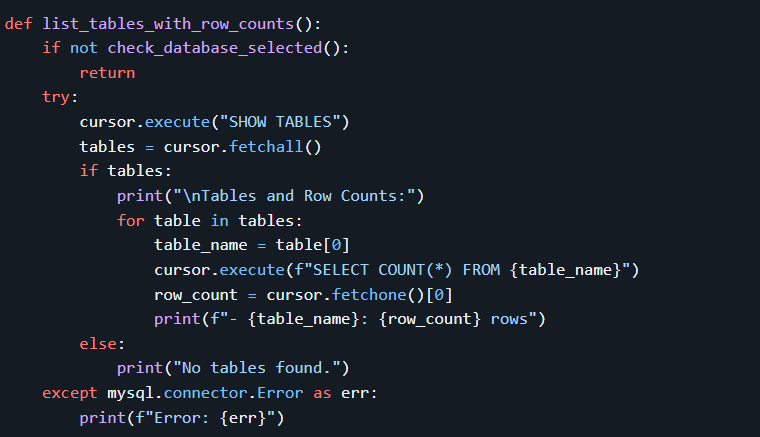 def list_tables_with_row_counts():
    if not check_database_selected():
        return
    try:
        cursor.execute("SHOW TABLES")
        tables = cursor.fetchall()
        if tables:
            print("\nTables and Row Counts:")
            for table in tables:
                table_name = table[0]
                cursor.execute(f"SELECT COUNT(*) FROM {table_name}")
                row_count = cursor.fetchone()[0]
                print(f"- {table_name}: {row_count} rows")
        else:
            print("No tables found.")
    except mysql.connector.Error as err:
        print(f"Error: {err}")